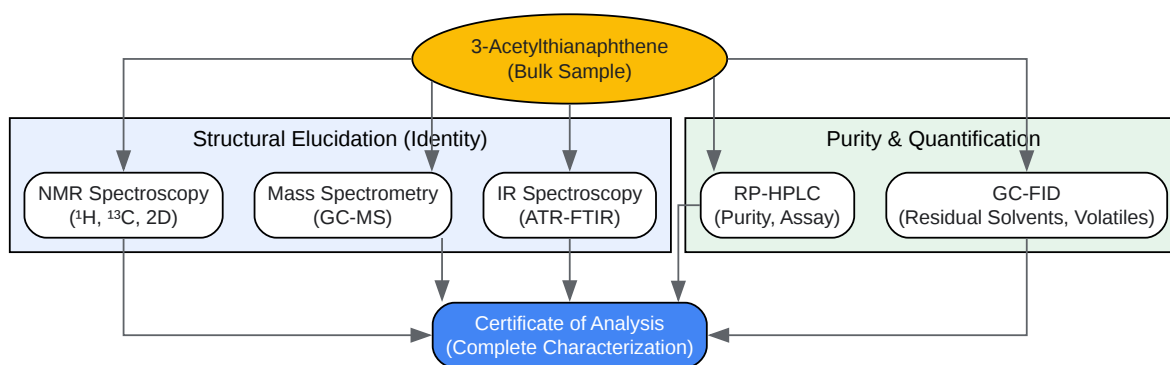 3-Acetylthianaphthene
(Bulk Sample)
Structural Elucidation (Identity)
Purity & Quantification
NMR Spectroscopy
(¹H, ¹³C, 2D)
Mass Spectrometry
(GC-MS)
IR Spectroscopy
(ATR-FTIR)
RP-HPLC
(Purity, Assay)
GC-FID
(Residual Solvents, Volatiles)
Certificate of Analysis
(Complete Characterization)